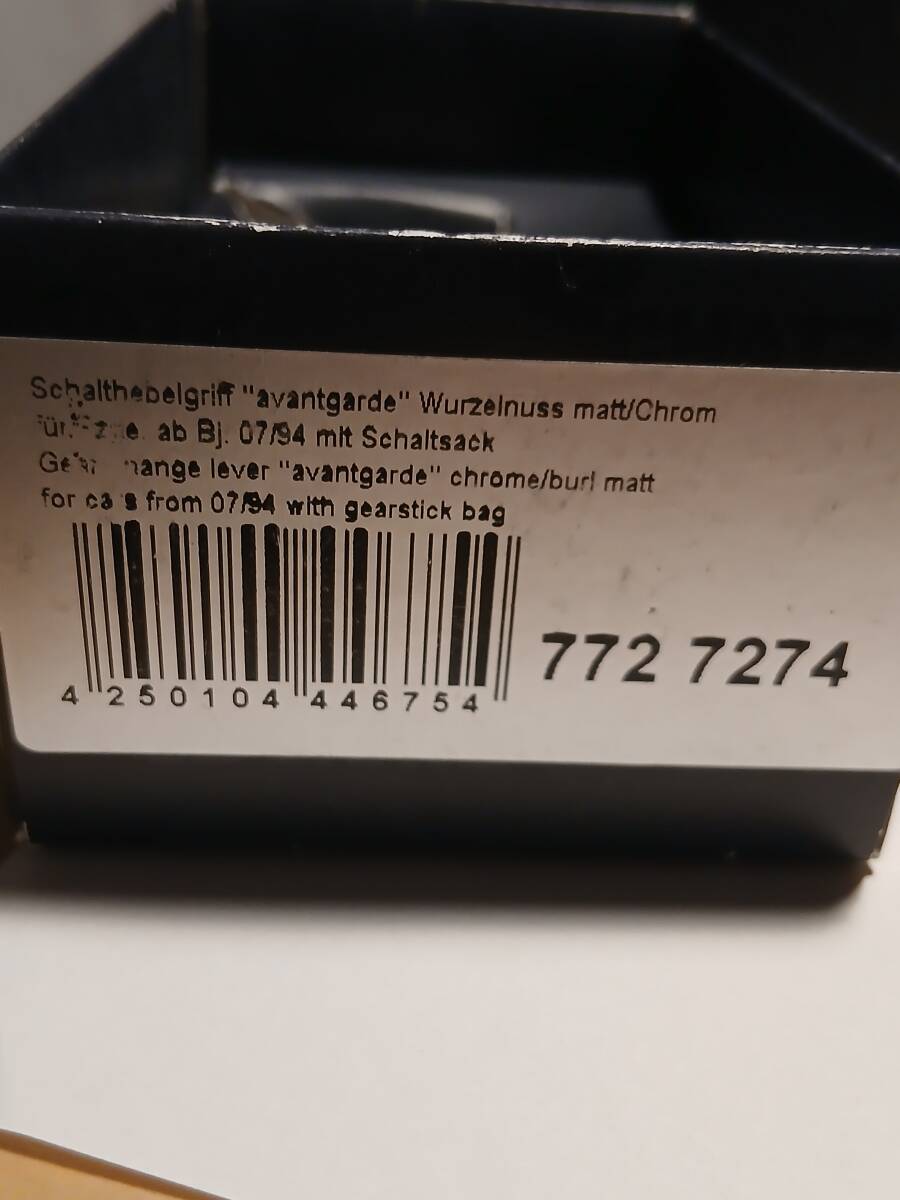 Schalthebelgriff "avantgarde" Wurzelnuss matt/Chrom
ab Bj. 07/94 mit Schaltsack
lever "avantgarde" chrome/burl matt
for from 07/94 with gearstick bag
4 250104 446754
772 7274